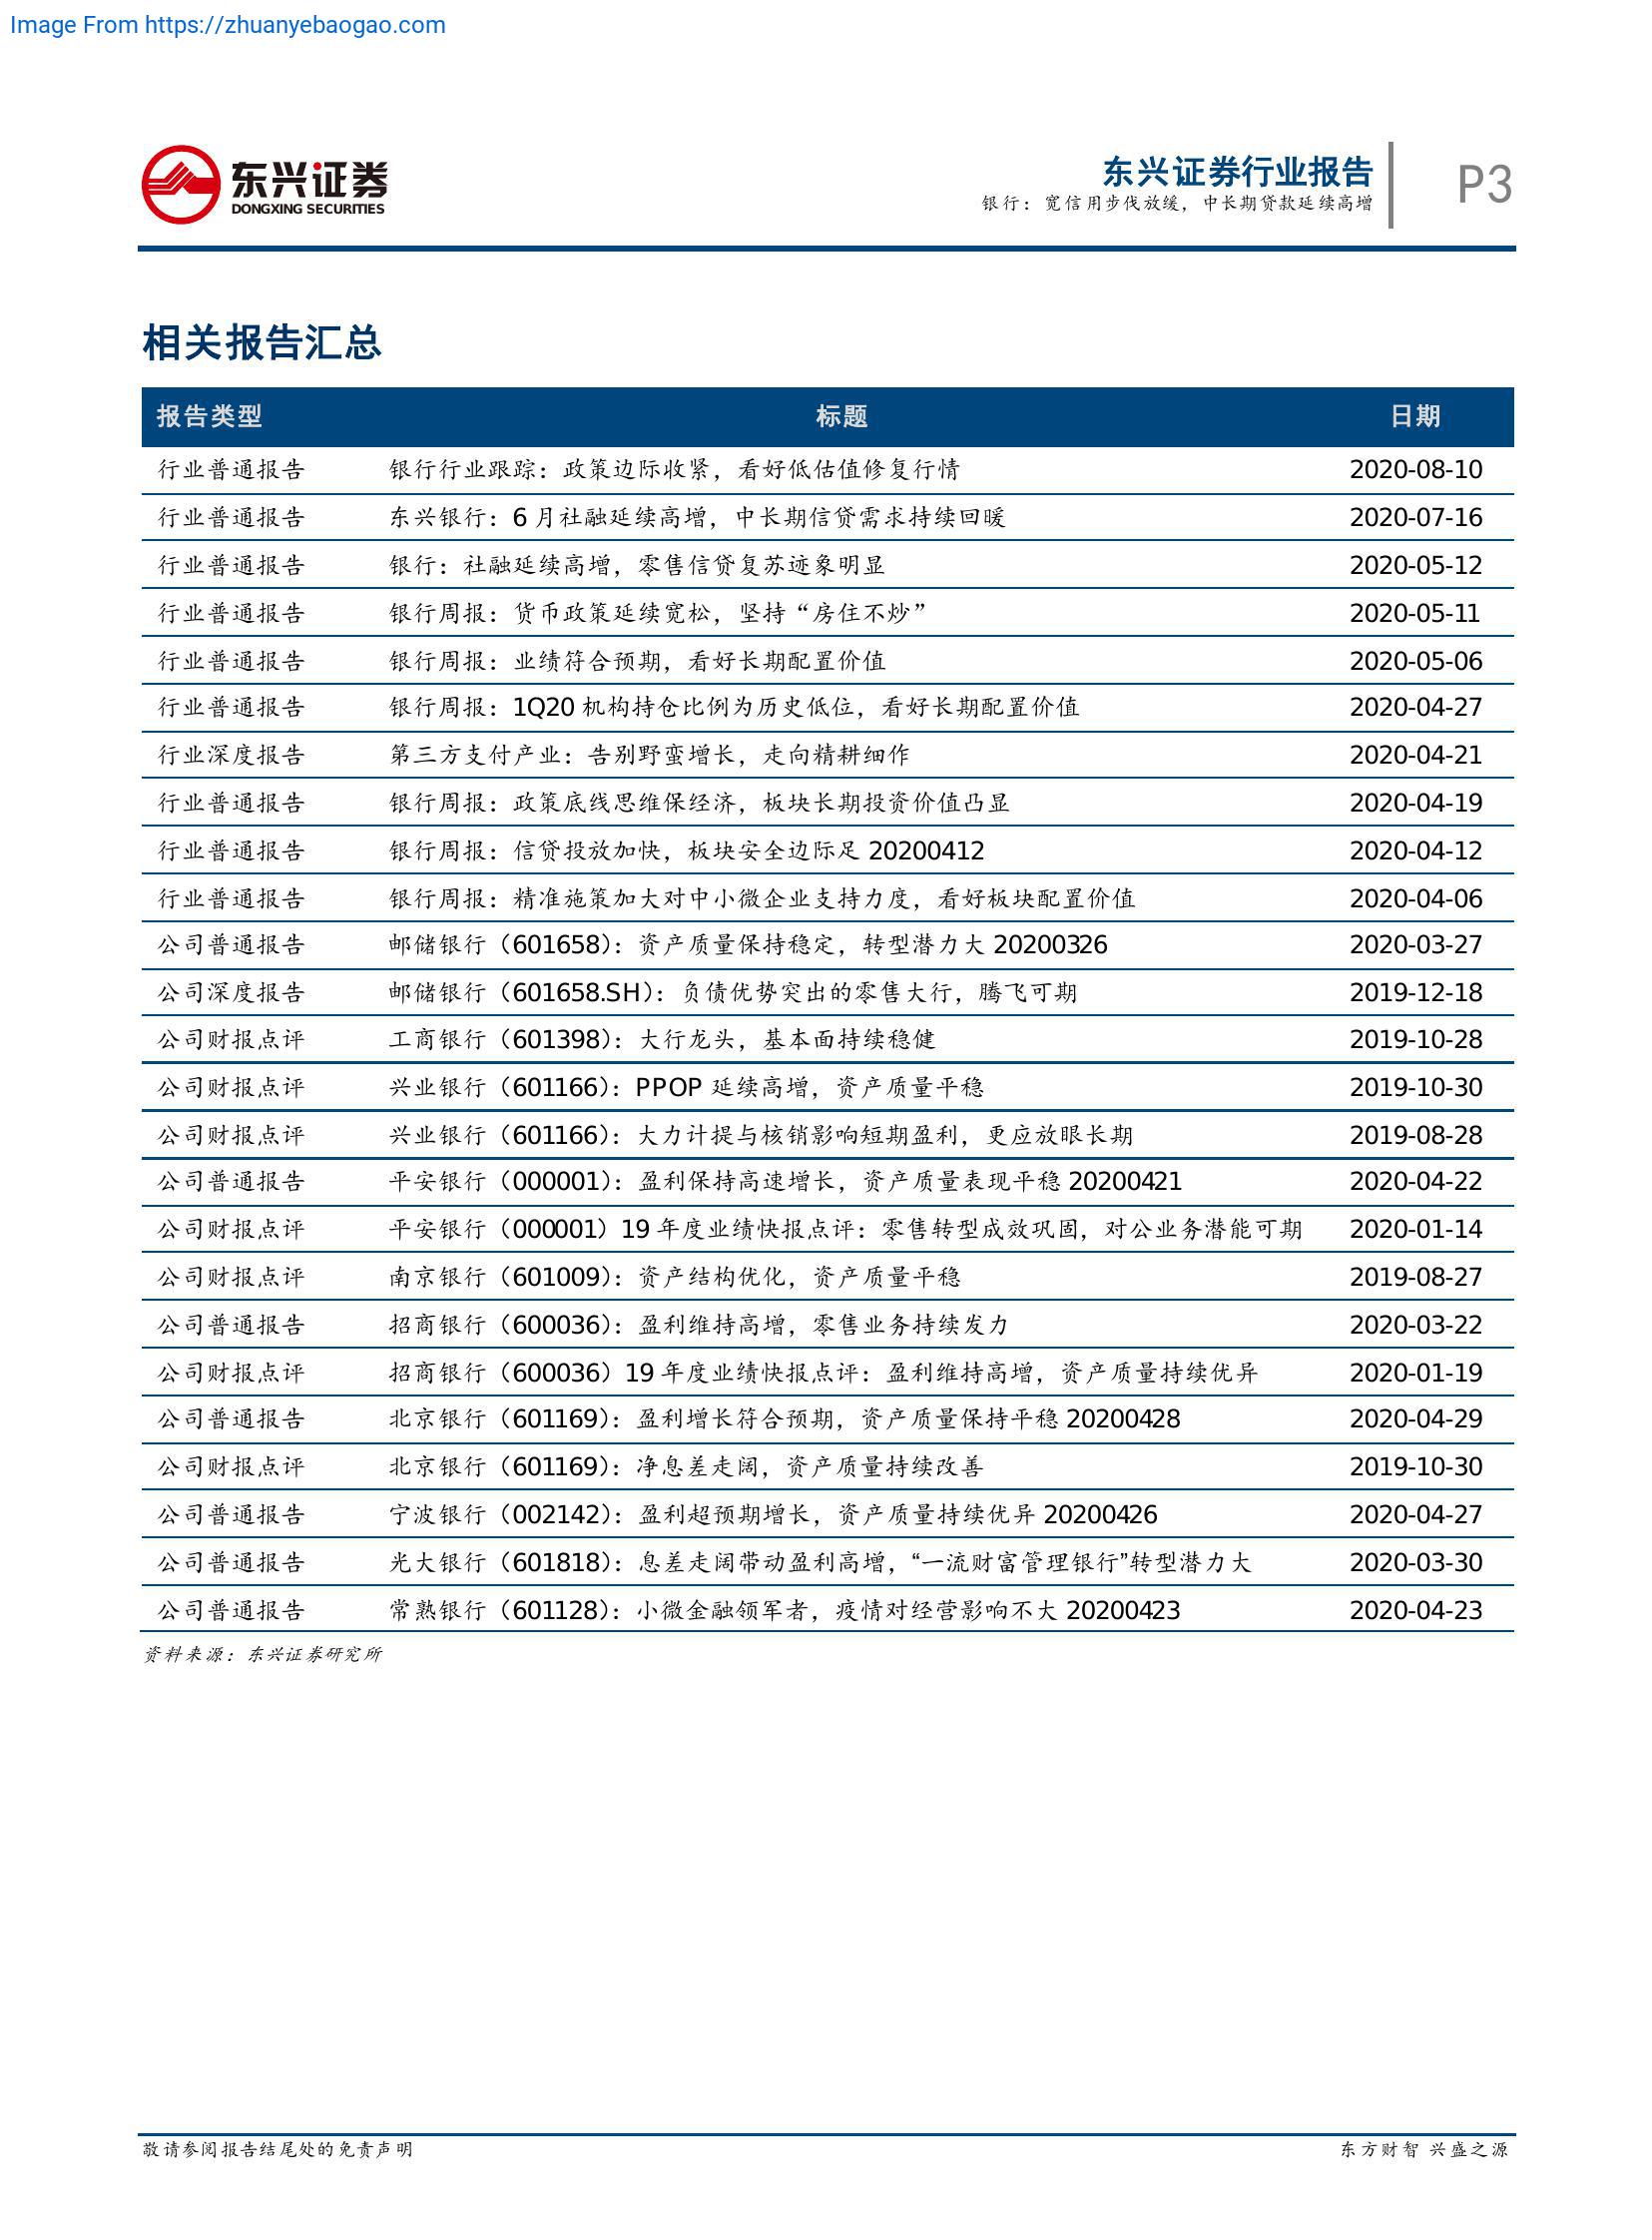 Image From https://zhuanyebaogao.com
东兴证券
DONGXING SECURITIES
东兴证券行业报告
银行：宽信用步伐放缓，中长期贷款延续高增
P3
相关报告汇总
报告类型 标题 日期
行业普通报告 银行行业跟踪：政策边际收紧，看好低估值修复行情 2020-08-10
行业普通报告 东兴银行：6 月社融延续高增，中长期信贷需求持续回暖 2020-07-16
行业普通报告 银行：社融延续高增，零售信贷复苏迹象明显 2020-05-12
行业普通报告 银行周报：货币政策延续宽松，坚持“房住不炒” 2020-05-11
行业普通报告 银行周报：业绩符合预期，看好长期配置价值 2020-05-06
行业普通报告 银行周报：1Q20 机构持仓比例为历史低位，看好长期配置价值 2020-04-27
行业深度报告 第三方支付产业：告别野蛮增长，走向精耕细作 2020-04-21
行业普通报告 银行周报：政策底线思维保经济，板块长期投资价值凸显 2020-04-19
行业普通报告 银行周报：信贷投放加快，板块安全边际足 20200412 2020-04-12
行业普通报告 银行周报：精准施策加大对中小微企业支持力度，看好板块配置价值 2020-04-06
公司普通报告 邮储银行（601658）：资产质量保持稳定，转型潜力大 20200326 2020-03-27
公司深度报告 邮储银行（601658.SH）：负债优势突出的零售大行，腾飞可期 2019-12-18
公司财报点评 工商银行（601398）：大行龙头，基本面持续稳健 2019-10-28
公司财报点评 兴业银行（601166）：PPOP 延续高增，资产质量平稳 2019-10-30
公司财报点评 兴业银行（601166）：大力计提与核销影响短期盈利，更应放眼长期 2019-08-28
公司普通报告 平安银行（000001）：盈利保持高速增长，资产质量表现平稳 20200421 2020-04-22
公司财报点评 平安银行（000001）19 年度业绩快报点评：零售转型成效巩固，对公业务潜能可期 2020-01-14
公司财报点评 南京银行（601009）：资产结构优化，资产质量平稳 2019-08-27
公司普通报告 招商银行（600036）：盈利维持高增，零售业务持续发力 2020-03-22
公司财报点评 招商银行（600036）19 年度业绩快报点评：盈利维持高增，资产质量持续优异 2020-01-19
公司普通报告 北京银行（601169）：盈利增长符合预期，资产质量保持平稳 20200428 2020-04-29
公司财报点评 北京银行（601169）：净息差走阔，资产质量持续改善 2019-10-30
公司普通报告 宁波银行（002142）：盈利超预期增长，资产质量持续优异 20200426 2020-04-27
公司普通报告 光大银行（601818）：息差走阔带动盈利高增，“一流财富管理银行”转型潜力大 2020-03-30
公司普通报告 常熟银行（601128）：小微金融领军者，疫情对经营影响不大 20200423 2020-04-23
资料来源：东兴证券研究所
敬请参阅报告结尾处的免责声明 东方财智 兴盛之源